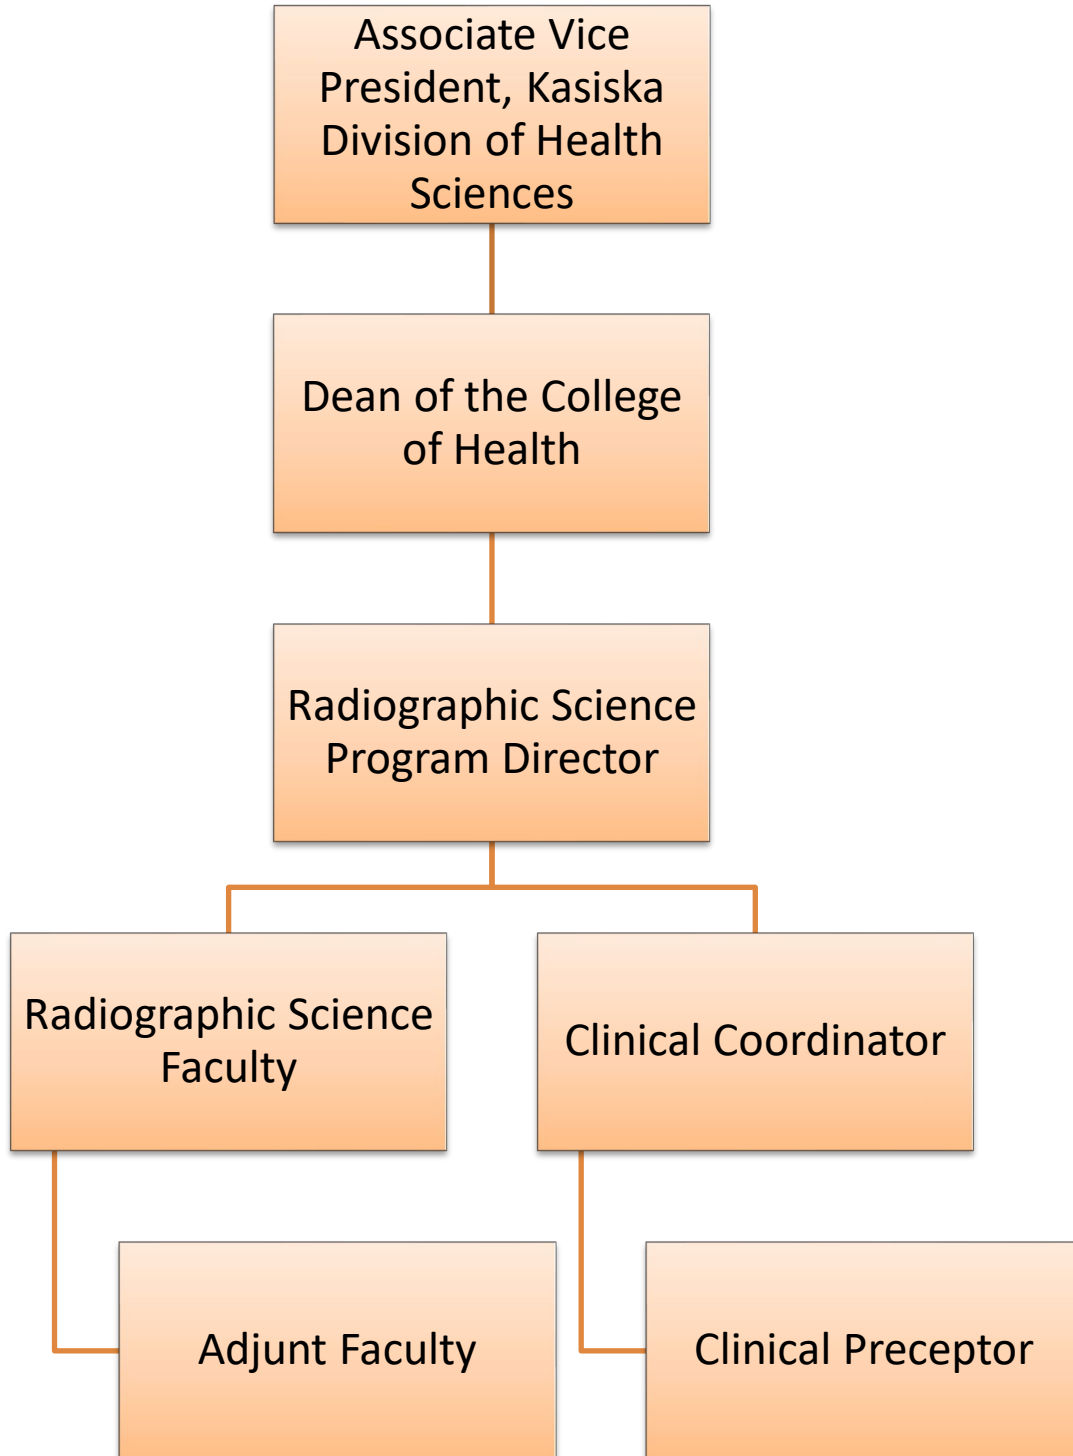 Associate Vice
President, Kasiska
Division of Health
Sciences
Dean of the College
of Health
Radiographic Science
Program Director
Radiographic Science
Faculty
Clinical Coordinator
Adjunt Faculty
Clinical Preceptor